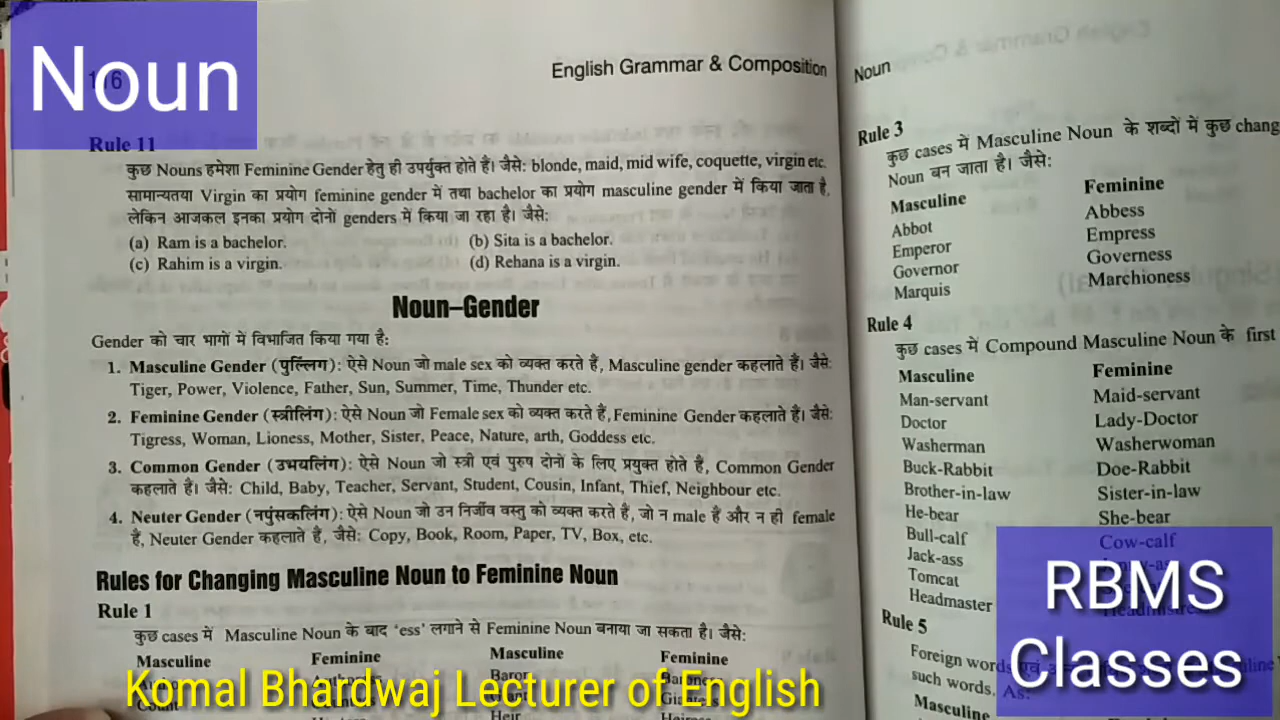 Noun
English Grammar & Composition
Rule 11
कुछ Nouns हमेशा Feminine Gender हेतु ही उपर्युक्त होते हैं। जैसे: blonde, maid, mid wife, coquette, virgin etc.
सामान्यतया Virgin का प्रयोग feminine gender में तथा bachelor का प्रयोग masculine gender में किया जाता है,
लेकिन आजकल इनका प्रयोग दोनों genders में किया जा रहा है। जैसे:
(a) Ram is a bachelor. (b) Sita is a bachelor.
(c) Rahim is a virgin. (d) Rehana is a virgin.
Noun–Gender
Gender को चार भागों में विभाजित किया गया है:
1. Masculine Gender (पुल्लिंग): ऐसे Noun जो male sex को व्यक्त करते हैं, Masculine gender कहलाते हैं। जैसे:
Tiger, Power, Violence, Father, Sun, Summer, Time, Thunder etc.
2. Feminine Gender (स्त्रीलिंग): ऐसे Noun जो Female sex को व्यक्त करते हैं, Feminine Gender कहलाते हैं। जैसे:
Tigress, Woman, Lioness, Mother, Sister, Peace, Nature, arth, Goddess etc.
3. Common Gender (उभयलिंग): ऐसे Noun जो स्त्री एवं पुरुष दोनों के लिए प्रयुक्त होते है, Common Gender
कहलाते हैं। जैसे: Child, Baby, Teacher, Servant, Student, Cousin, Infant, Thief, Neighbour etc.
4. Neuter Gender (नपुंसकलिंग): ऐसे Noun जो उन निर्जीव वस्तु को व्यक्त करते हैं, जो न male हैं और न ही female
हैं, Neuter Gender कहलाते हैं, जैसे: Copy, Book, Room, Paper, TV, Box, etc.
Rules for Changing Masculine Noun to Feminine Noun
Rule 1
कुछ cases में Masculine Noun के बाद ‘ess’ लगाने से Feminine Noun बनाया जा सकता है। जैसे:
Masculine Feminine Masculine Feminine
Baron
Count
Heir
Komal Bhardwaj Lecturer of English
Noun
Rule 3
कुछ cases में Masculine Noun के शब्दों में कुछ chang
Noun बन जाता है। जैसे:
Masculine Feminine
Abbot Abbess
Emperor Empress
Governor Governess
Marquis Marchioness
Rule 4
कुछ cases में Compound Masculine Noun के first
Masculine Feminine
Man-servant Maid-servant
Doctor Lady-Doctor
Washerman Washerwoman
Buck-Rabbit Doe-Rabbit
Brother-in-law Sister-in-law
He-bear She-bear
Bull-calf Cow-calf
Jack-ass
Tomcat
Headmaster
Rule 5
Foreign words
such words. As:
Masculine
RBMS
Classes